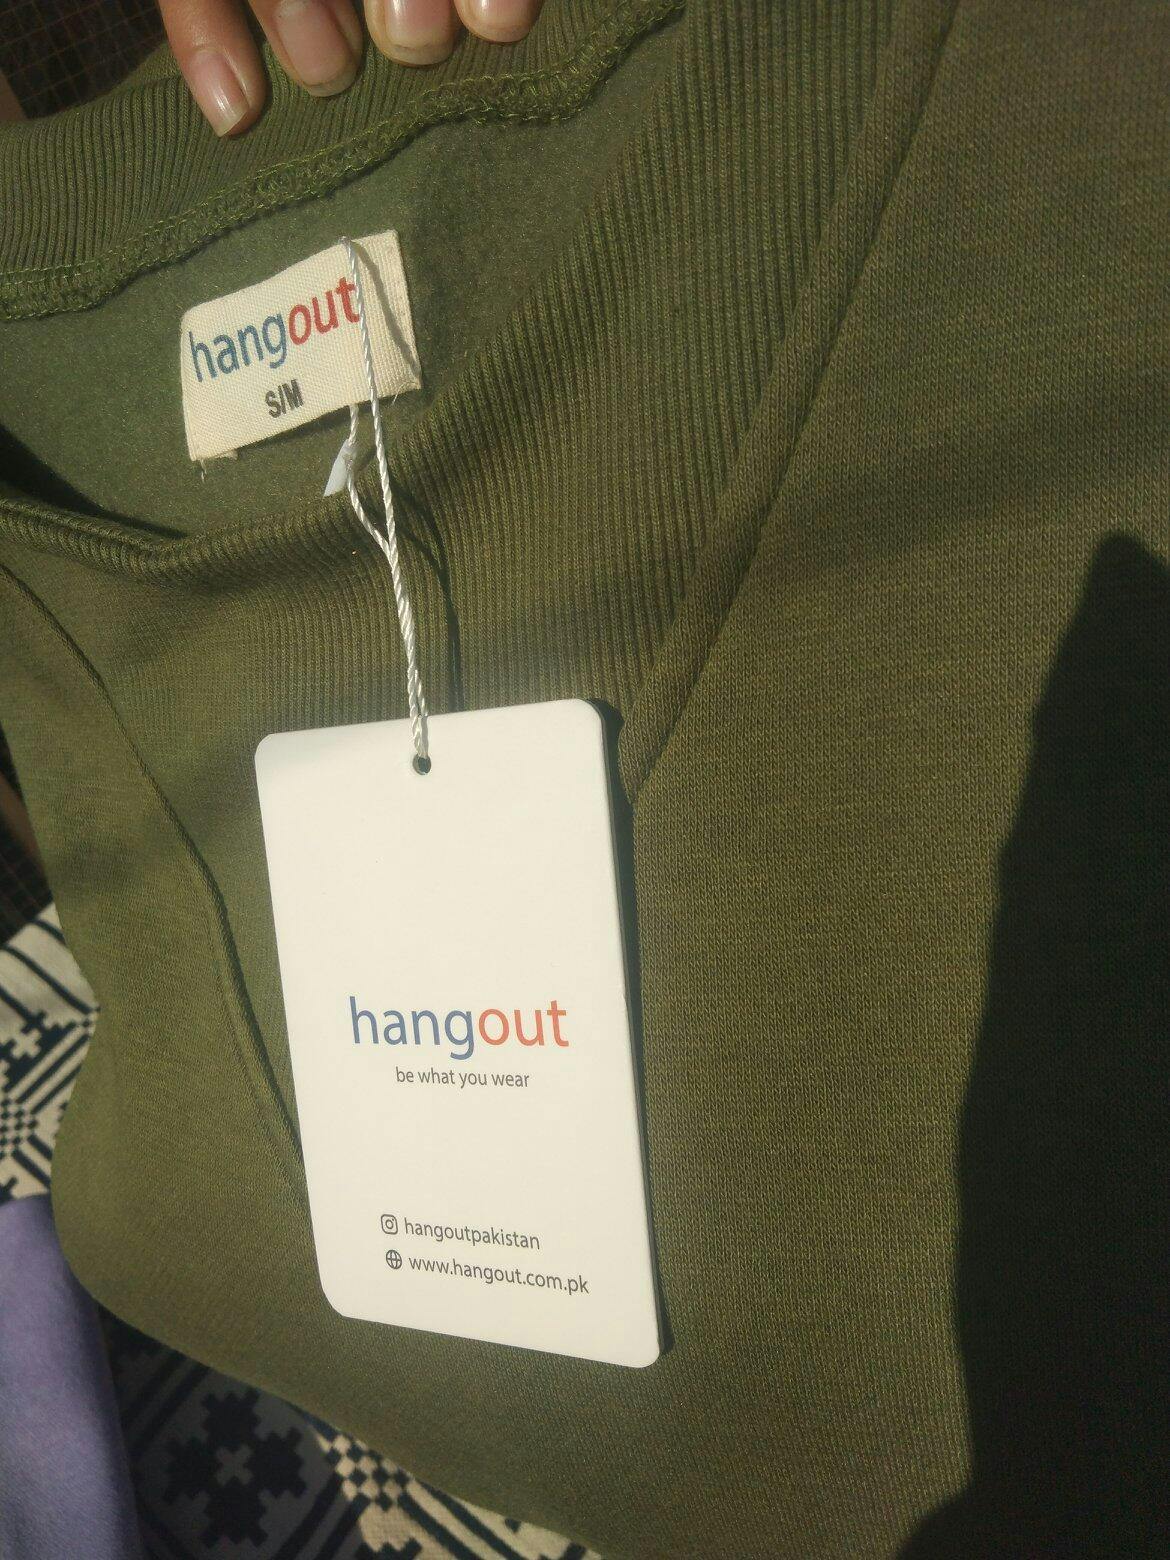 hangout
S/M
hangout
be what you wear
hangoutpakistan
www.hangout.com.pk